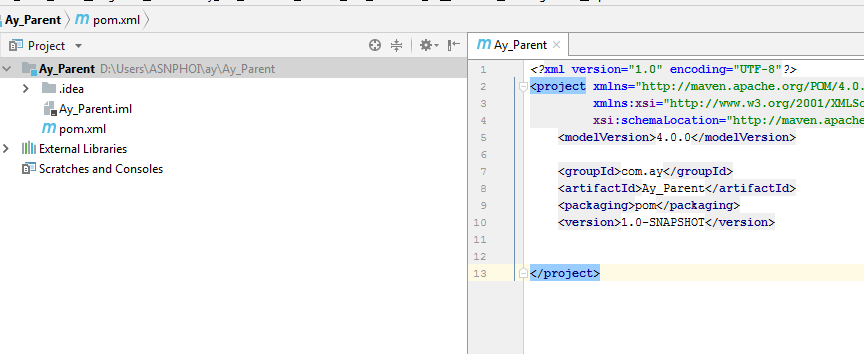 Ay_Parent pom.xml
Project
Ay_Parent
Ay_Parent D:\Users\ASNPHOI\ay\Ay_Parent
.idea
Ay_Parent.iml
pom.xml
External Libraries
Scratches and Consoles
1 <?xml version="1.0" encoding="UTF-8"?>
2 <project xmlns="http://maven.apache.org/POM/4.0.
3 xmlns:xsi="http://www.w3.org/2001/XMLSc
4 xsi:schemaLocation="http://maven.apache
5 <modelVersion>4.0.0</modelVersion>
6
7 <groupId>com.ay</groupId>
8 <artifactId>Ay_Parent</artifactId>
9 <packaging>pom</packaging>
10 <version>1.0-SNAPSHOT</version>
11
12
13 </project>